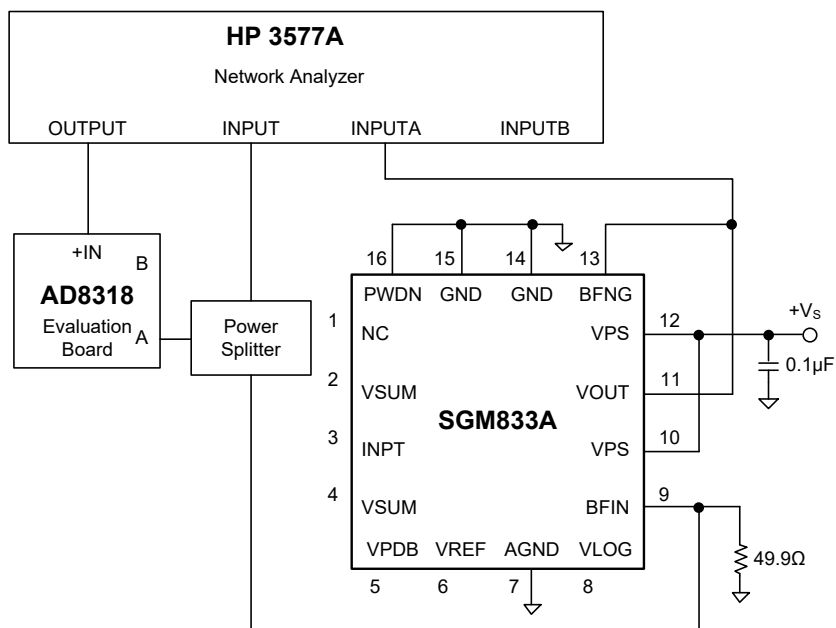 HP 3577A
Network Analyzer
OUTPUT INPUT INPUTA INPUTB
+IN
B
AD8318
Evaluation
Board
A
Power
Splitter
16 15 14 13
PWDN GND GND BFNG
1 NC
2 VSUM
3 INPT
4 VSUM
SGM833A
VPS 12
VOUT 11
VPS 10
BFIN 9
VPDB VREF AGND VLOG
5 6 7 8
+VS
0.1µF
49.9Ω